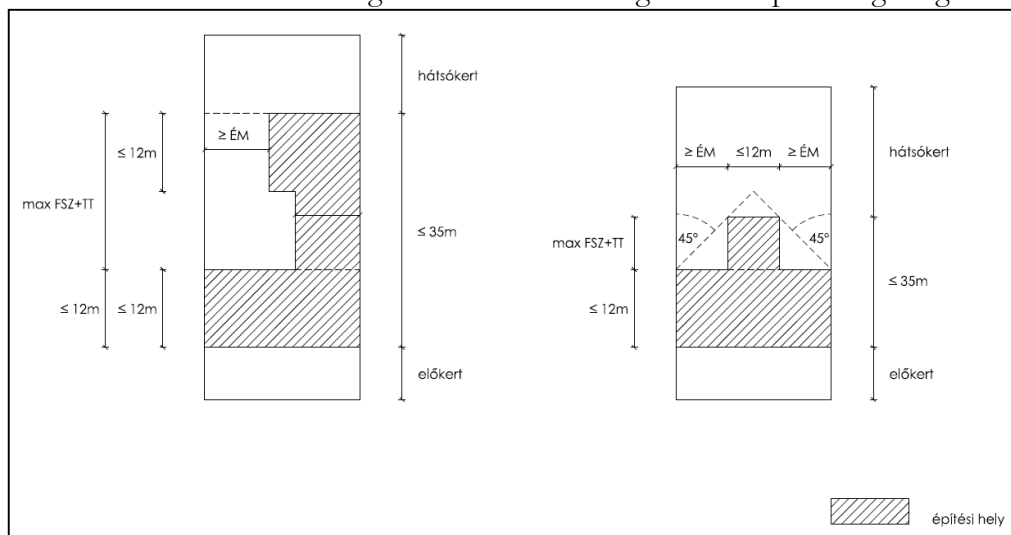 hátsókert
≥ ÉM
≤ 12m
max FSZ+TT
≤ 35m
≤ 12m
≤ 12m
előkert
hátsókert
≥ ÉM
≤12m
≥ ÉM
45°
45°
max FSZ+TT
≤ 35m
≤ 12m
előkert
építési hely